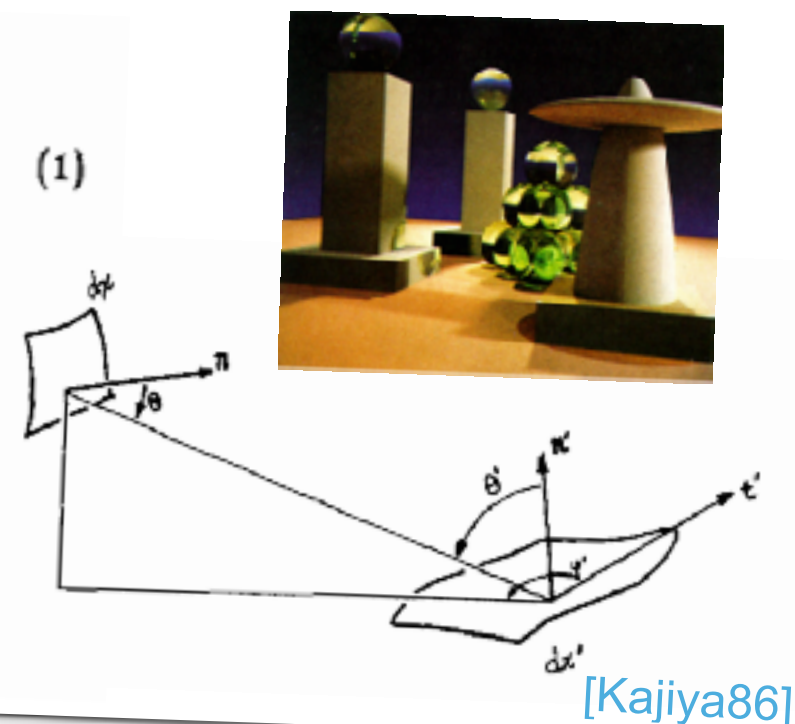 (1)
dx
n
θ
n'
θ'
t'
φ'
dx'
[Kajiya86]